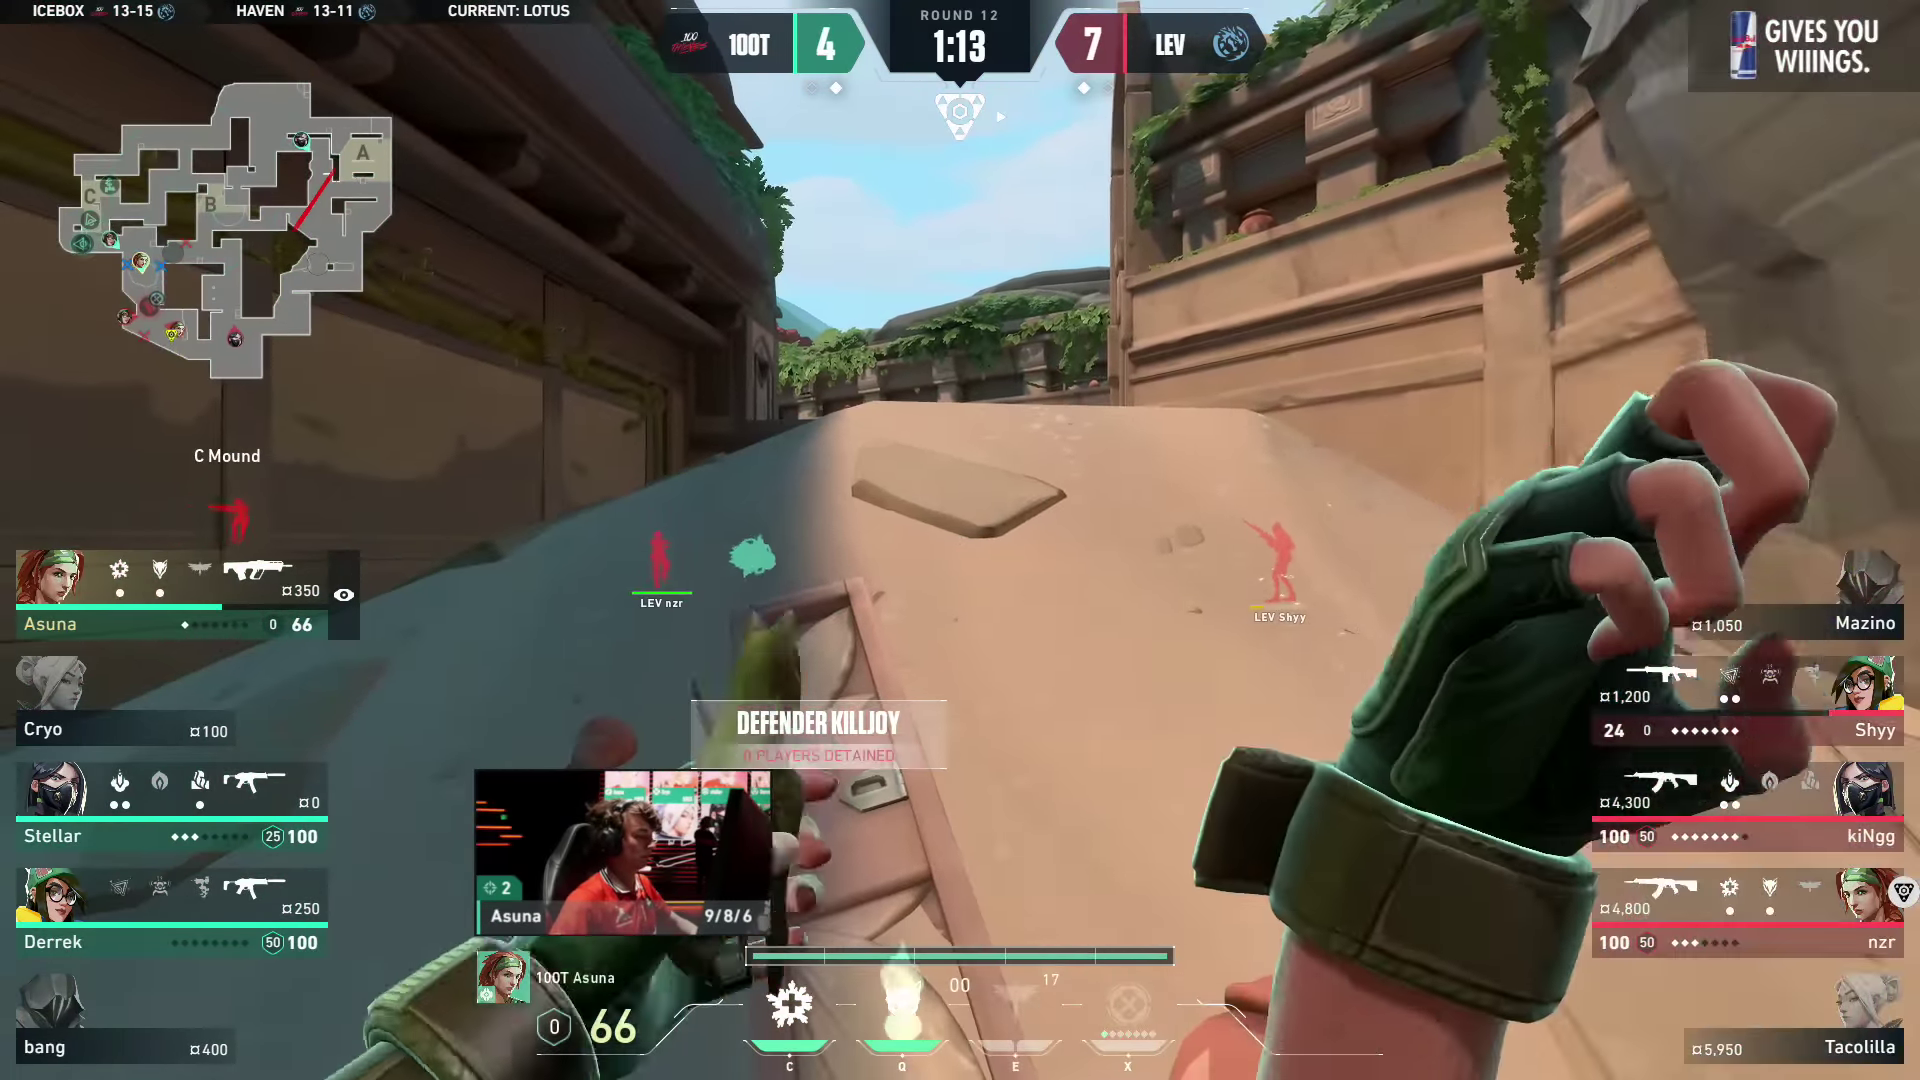 ICEBOX 13-15
HAVEN 13-11
CURRENT: LOTUS
100T 4
ROUND 12
1:13
7 LEV
GIVES YOU
WIIINGS.
A
B
C
C Mound
350
Asuna 0 66
Cryo 100
0
Stellar 25 100
250
Derrek 50 100
bang 400
LEV nzr
LEV Shyy
DEFENDER KILLJOY
0 PLAYERS DETAINED
2
Asuna 9/8/6
100T Asuna
0 66
00 17
C Q E X
1,050 Mazino
1,200
24 0 Shyy
4,300
100 50 kiNgg
4,800
100 50 nzr
5,950 Tacolilla